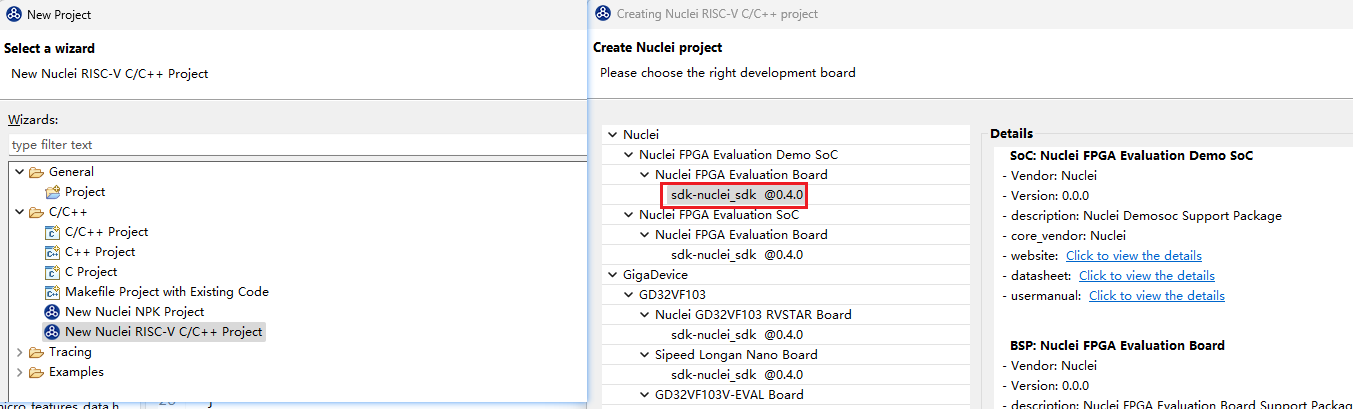 New Project
Select a wizard
New Nuclei RISC-V C/C++ Project
Wizards:
type filter text
General
Project
C/C++
C/C++ Project
C++ Project
C Project
Makefile Project with Existing Code
New Nuclei NPK Project
New Nuclei RISC-V C/C++ Project
Tracing
Examples
Creating Nuclei RISC-V C/C++ project
Create Nuclei project
Please choose the right development board
Nuclei
Nuclei FPGA Evaluation Demo SoC
Nuclei FPGA Evaluation Board
sdk-nuclei_sdk @0.4.0
Nuclei FPGA Evaluation SoC
Nuclei FPGA Evaluation Board
sdk-nuclei_sdk @0.4.0
GigaDevice
GD32VF103
Nuclei GD32VF103 RVSTAR Board
sdk-nuclei_sdk @0.4.0
Sipeed Longan Nano Board
sdk-nuclei_sdk @0.4.0
GD32VF103V-EVAL Board
Details
SoC: Nuclei FPGA Evaluation Demo SoC
- Vendor: Nuclei
- Version: 0.0.0
- description: Nuclei Demosoc Support Package
- core_vendor: Nuclei
- website: Click to view the details
- datasheet: Click to view the details
- usermanual: Click to view the details
BSP: Nuclei FPGA Evaluation Board
- Vendor: Nuclei
- Version: 0.0.0
- description: Nuclei FPGA Evaluation Board Support Package